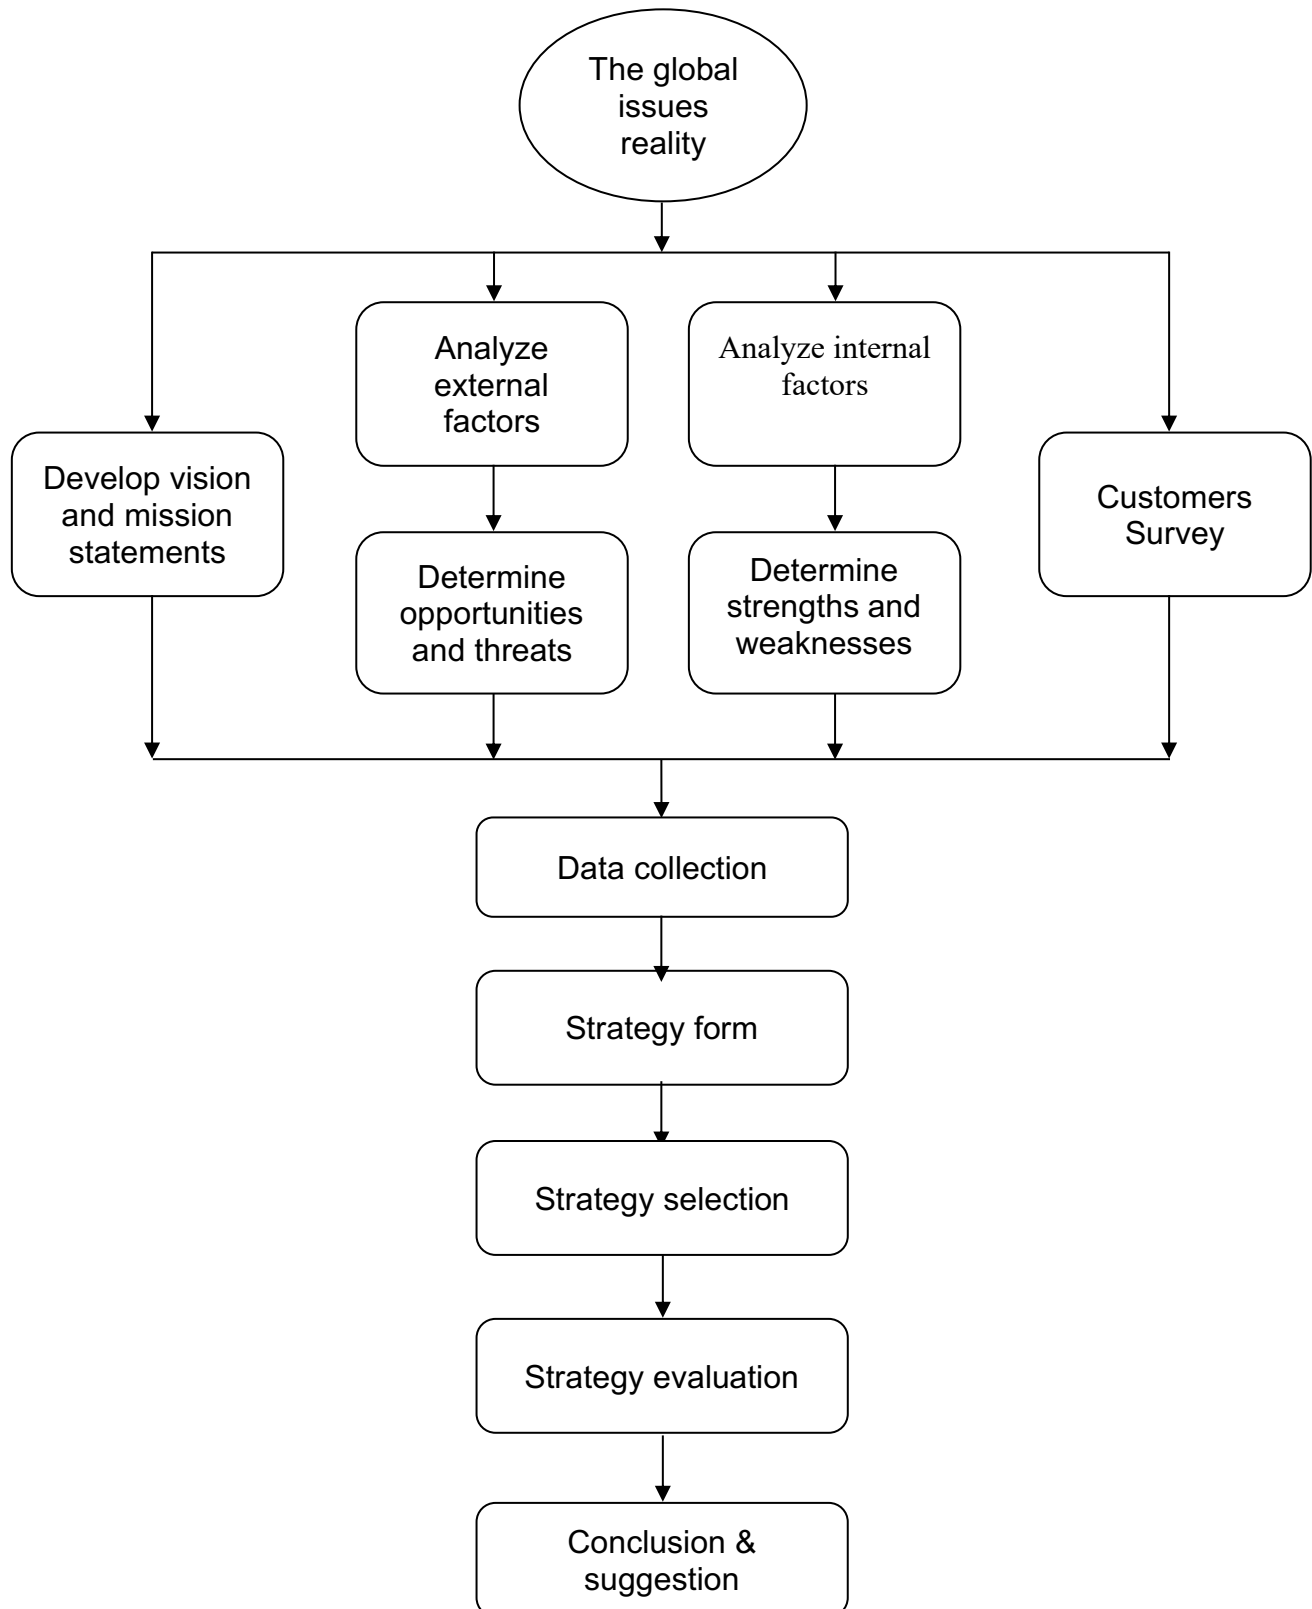 The global
issues
reality
Analyze
external
factors
Analyze internal
factors
Develop vision
and mission
statements
Customers
Survey
Determine
opportunities
and threats
Determine
strengths and
weaknesses
Data collection
Strategy form
Strategy selection
Strategy evaluation
Conclusion &
suggestion